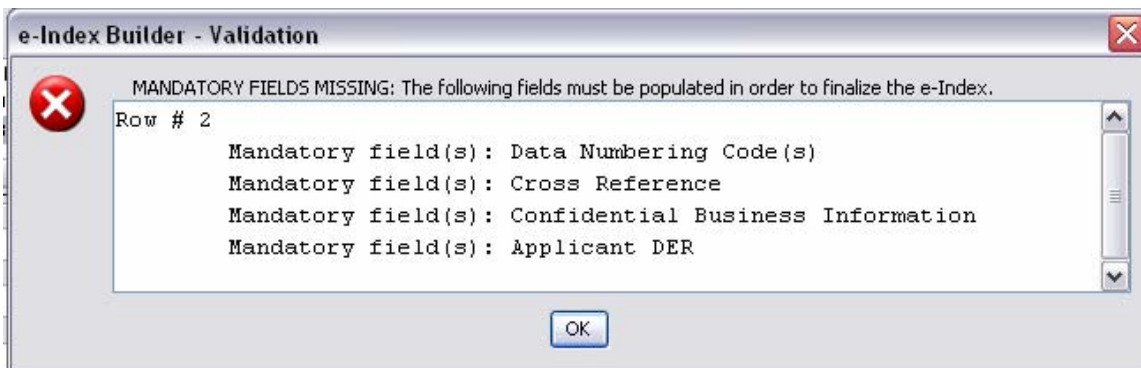 e-Index Builder - Validation
MANDATORY FIELDS MISSING: The following fields must be populated in order to finalize the e-Index.
Row # 2
Mandatory field(s): Data Numbering Code(s)
Mandatory field(s): Cross Reference
Mandatory field(s): Confidential Business Information
Mandatory field(s): Applicant DER
OK